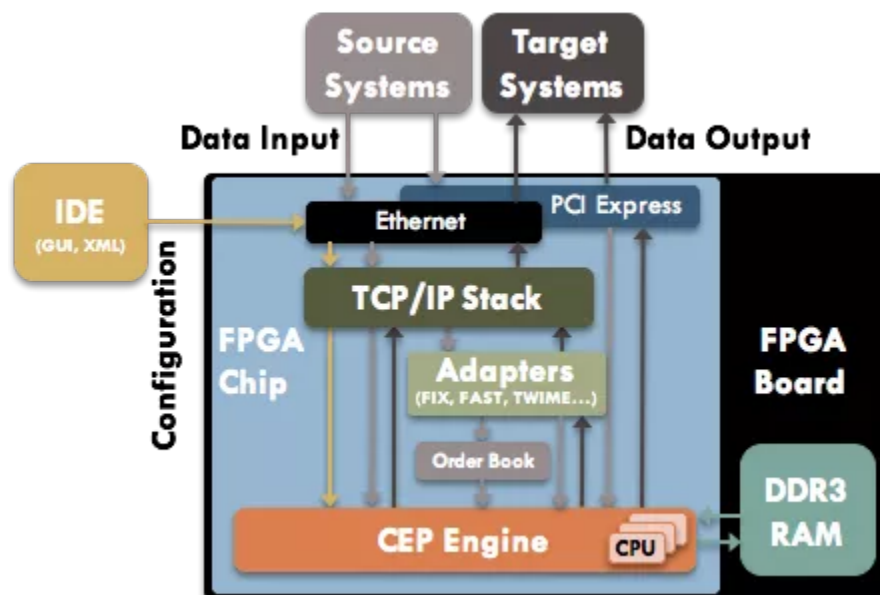 Source
Systems
Target
Systems
Data Input
Data Output
IDE
(GUI, XML)
Configuration
PCI Express
Ethernet
TCP/IP Stack
FPGA
Chip
FPGA
Board
Adapters
(FIX, FAST, TWIME...)
Order Book
DDR3
RAM
CEP Engine
CPU